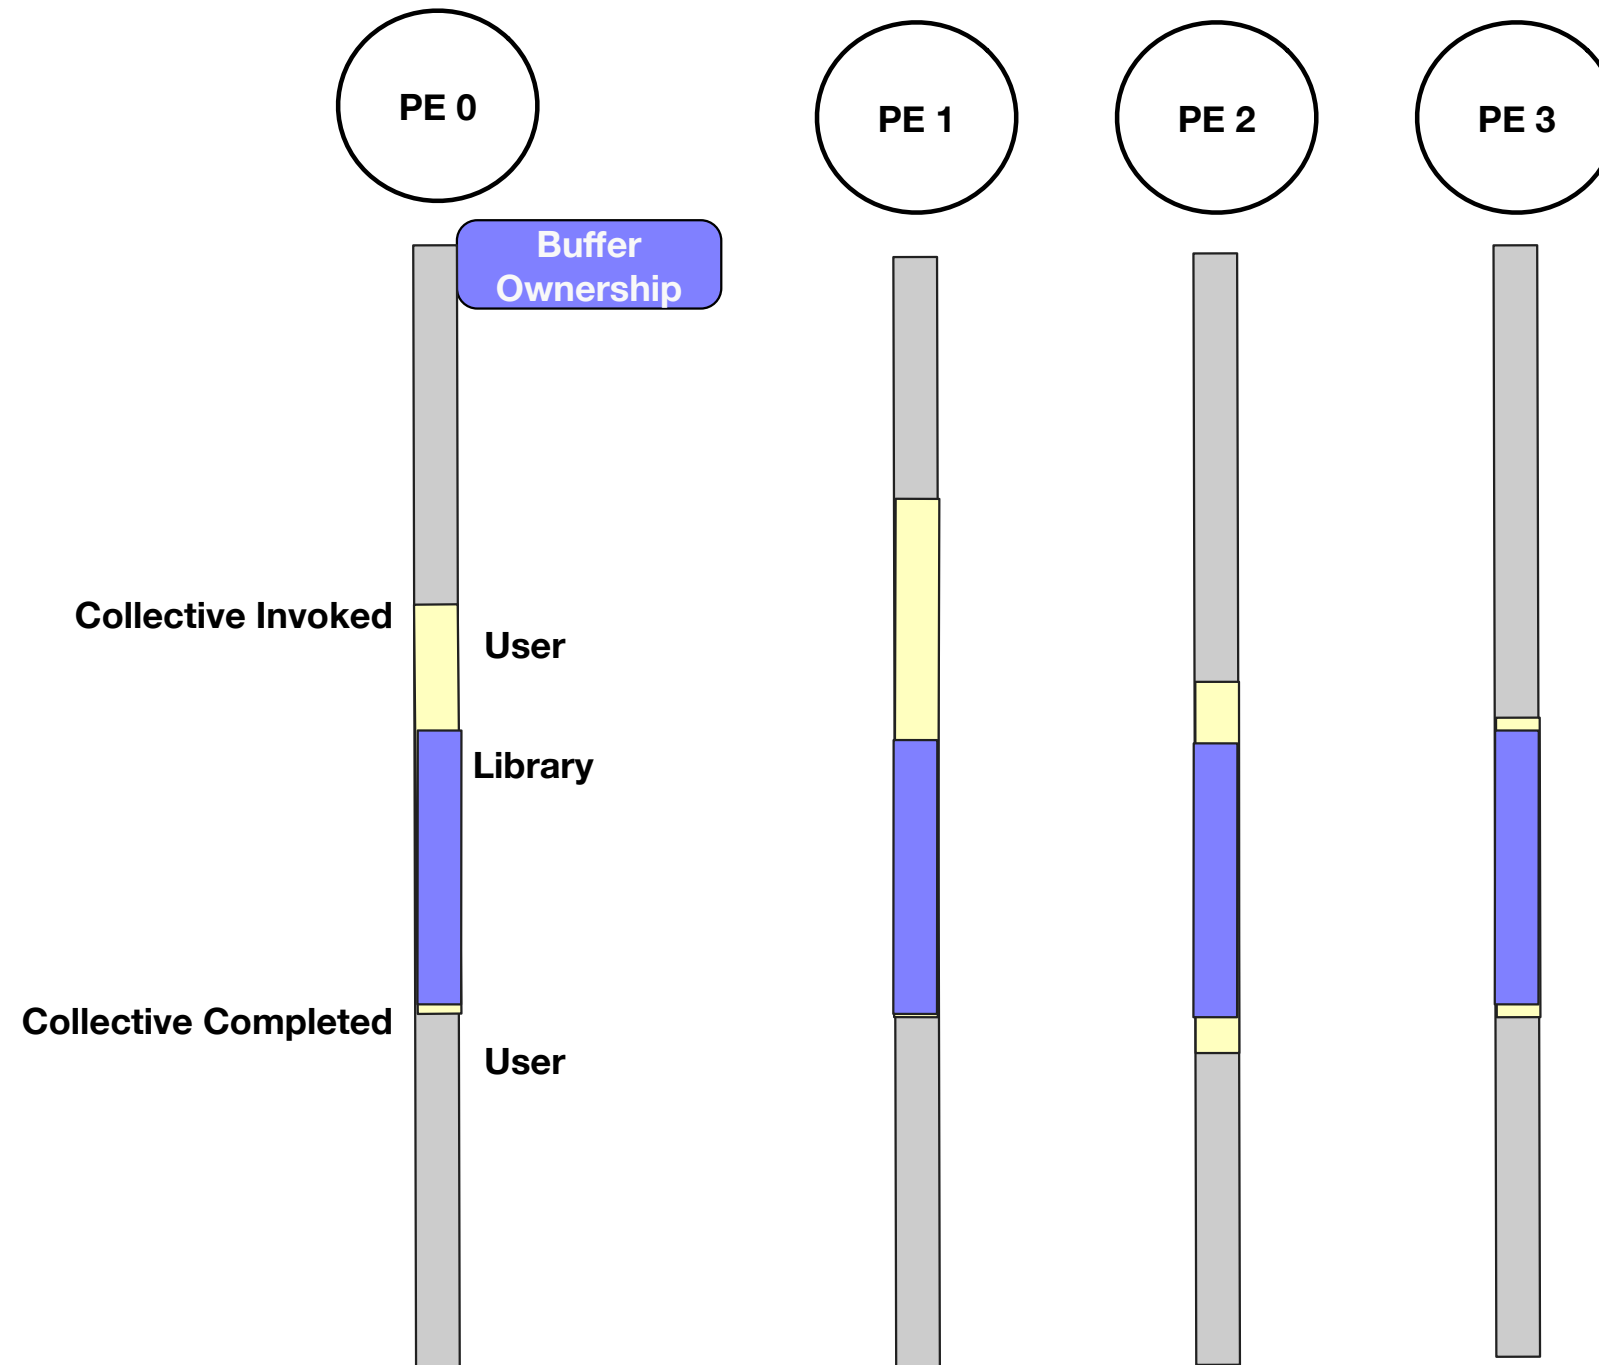 PE 0
PE 1
PE 2
PE 3
Buffer
Ownership
Collective Invoked
User
Library
Collective Completed
User